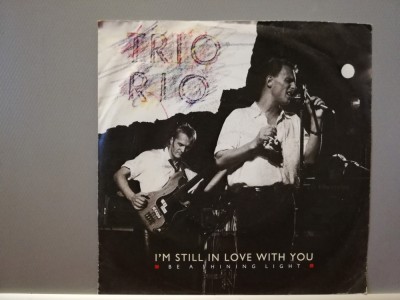 TRIO
RIO
I'M STILL IN LOVE WITH YOU
BE A SHINING LIGHT